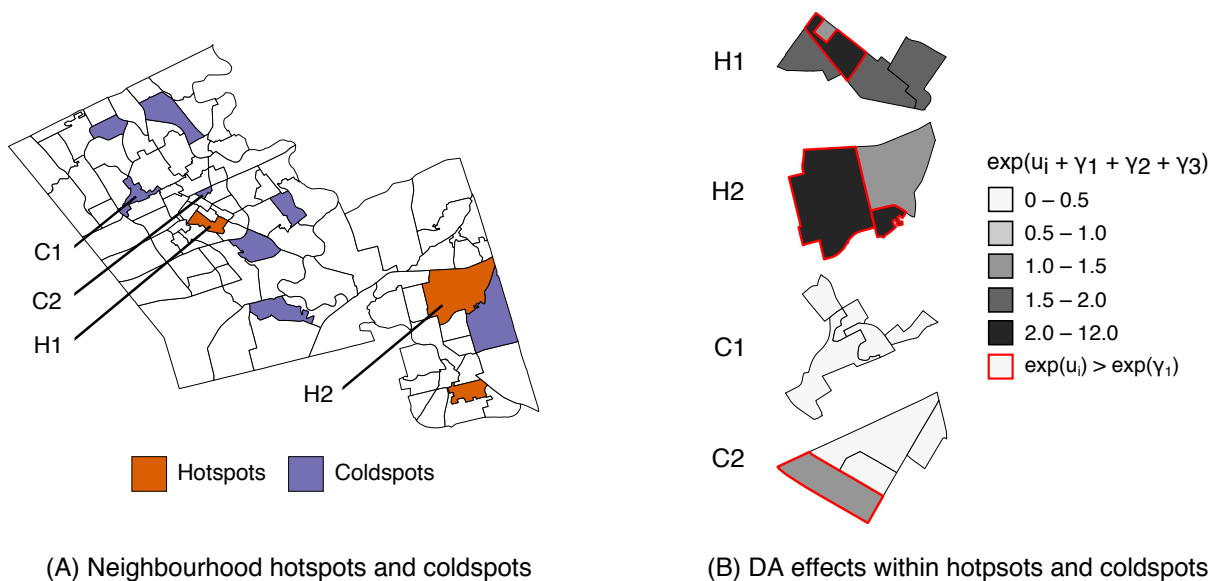 C1
C2
H1
H2
Hotspots
Coldspots
(A) Neighbourhood hotspots and coldspots
H1
H2
C1
C2
exp(uᵢ + γ₁ + γ₂ + γ₃)
0 – 0.5
0.5 – 1.0
1.0 – 1.5
1.5 – 2.0
2.0 – 12.0
exp(uᵢ) > exp(γ₁)
(B) DA effects within hotpsots and coldspots